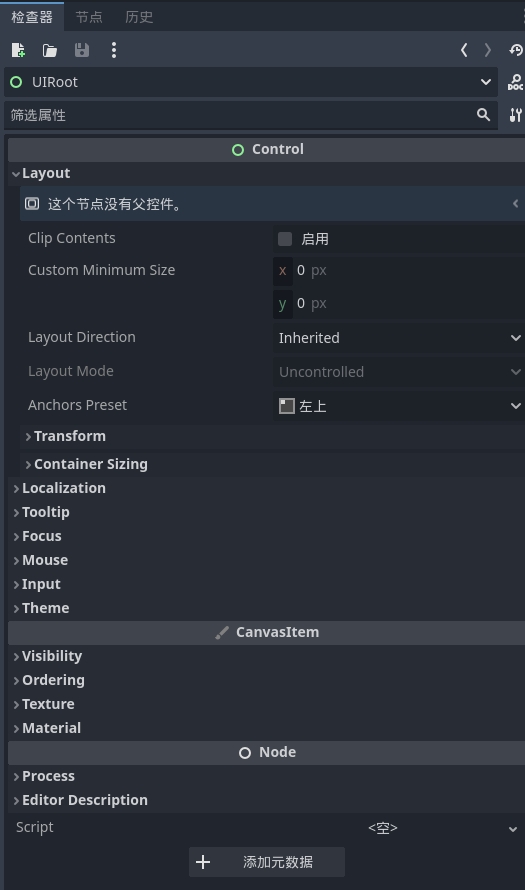 检查器 节点 历史
UIRoot
DOC
筛选属性
Control
Layout
这个节点没有父控件。
Clip Contents 启用
Custom Minimum Size x 0 px
y 0 px
Layout Direction Inherited
Layout Mode Uncontrolled
Anchors Preset 左上
Transform
Container Sizing
Localization
Tooltip
Focus
Mouse
Input
Theme
CanvasItem
Visibility
Ordering
Texture
Material
Node
Process
Editor Description
Script <空>
添加元数据